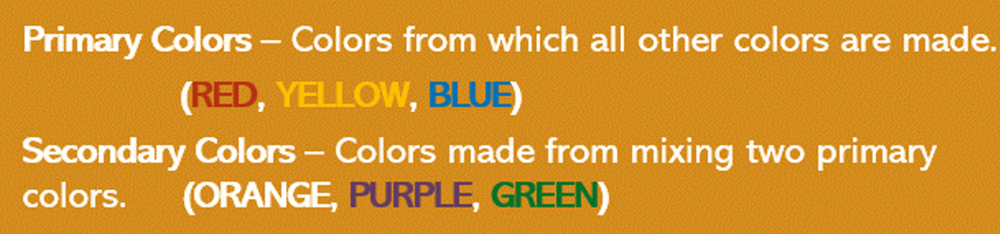 Primary Colors – Colors from which all other colors are made.
(RED, YELLOW, BLUE)
Secondary Colors – Colors made from mixing two primary
colors. (ORANGE, PURPLE, GREEN)